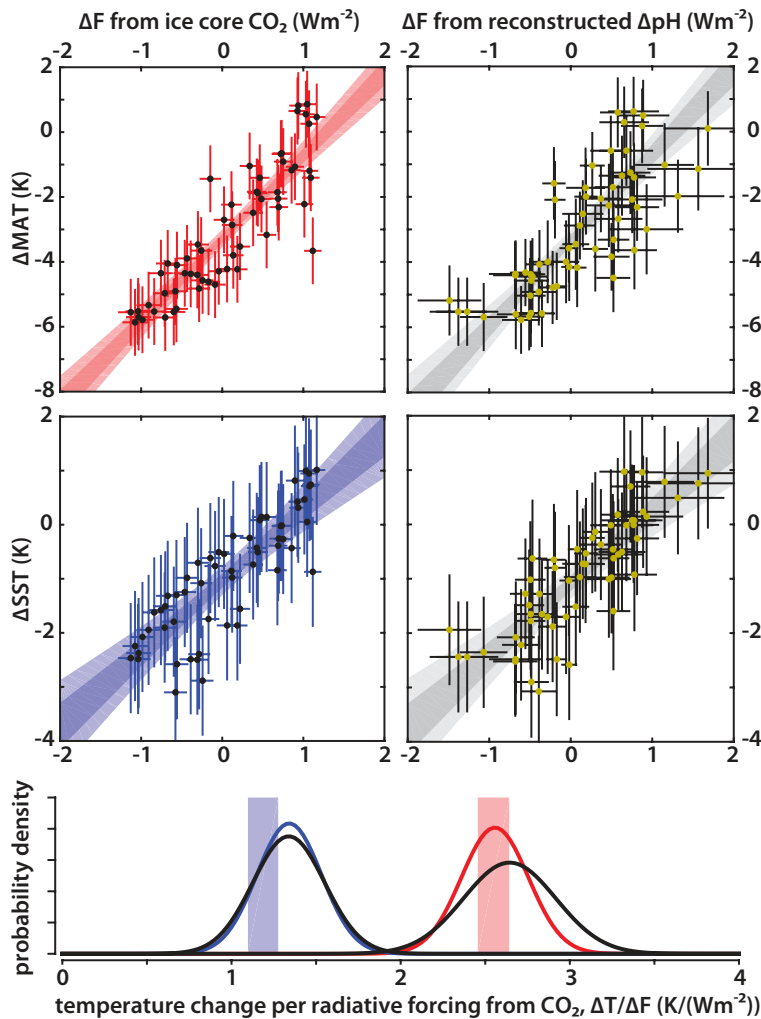 ΔF from ice core CO₂ (Wm⁻²)
ΔF from reconstructed ΔpH (Wm⁻²)
-2 -1 0 1 2
-2 -1 0 1 2
ΔMAT (K)
2
0
-2
-4
-6
-8
2
0
-2
-4
-6
-8
ΔSST (K)
2
0
-2
-4
2
0
-2
-4
-2 -1 0 1 2
-2 -1 0 1 2
probability density
0 1 2 3 4
temperature change per radiative forcing from CO₂, ΔT/ΔF (K/(Wm⁻²))